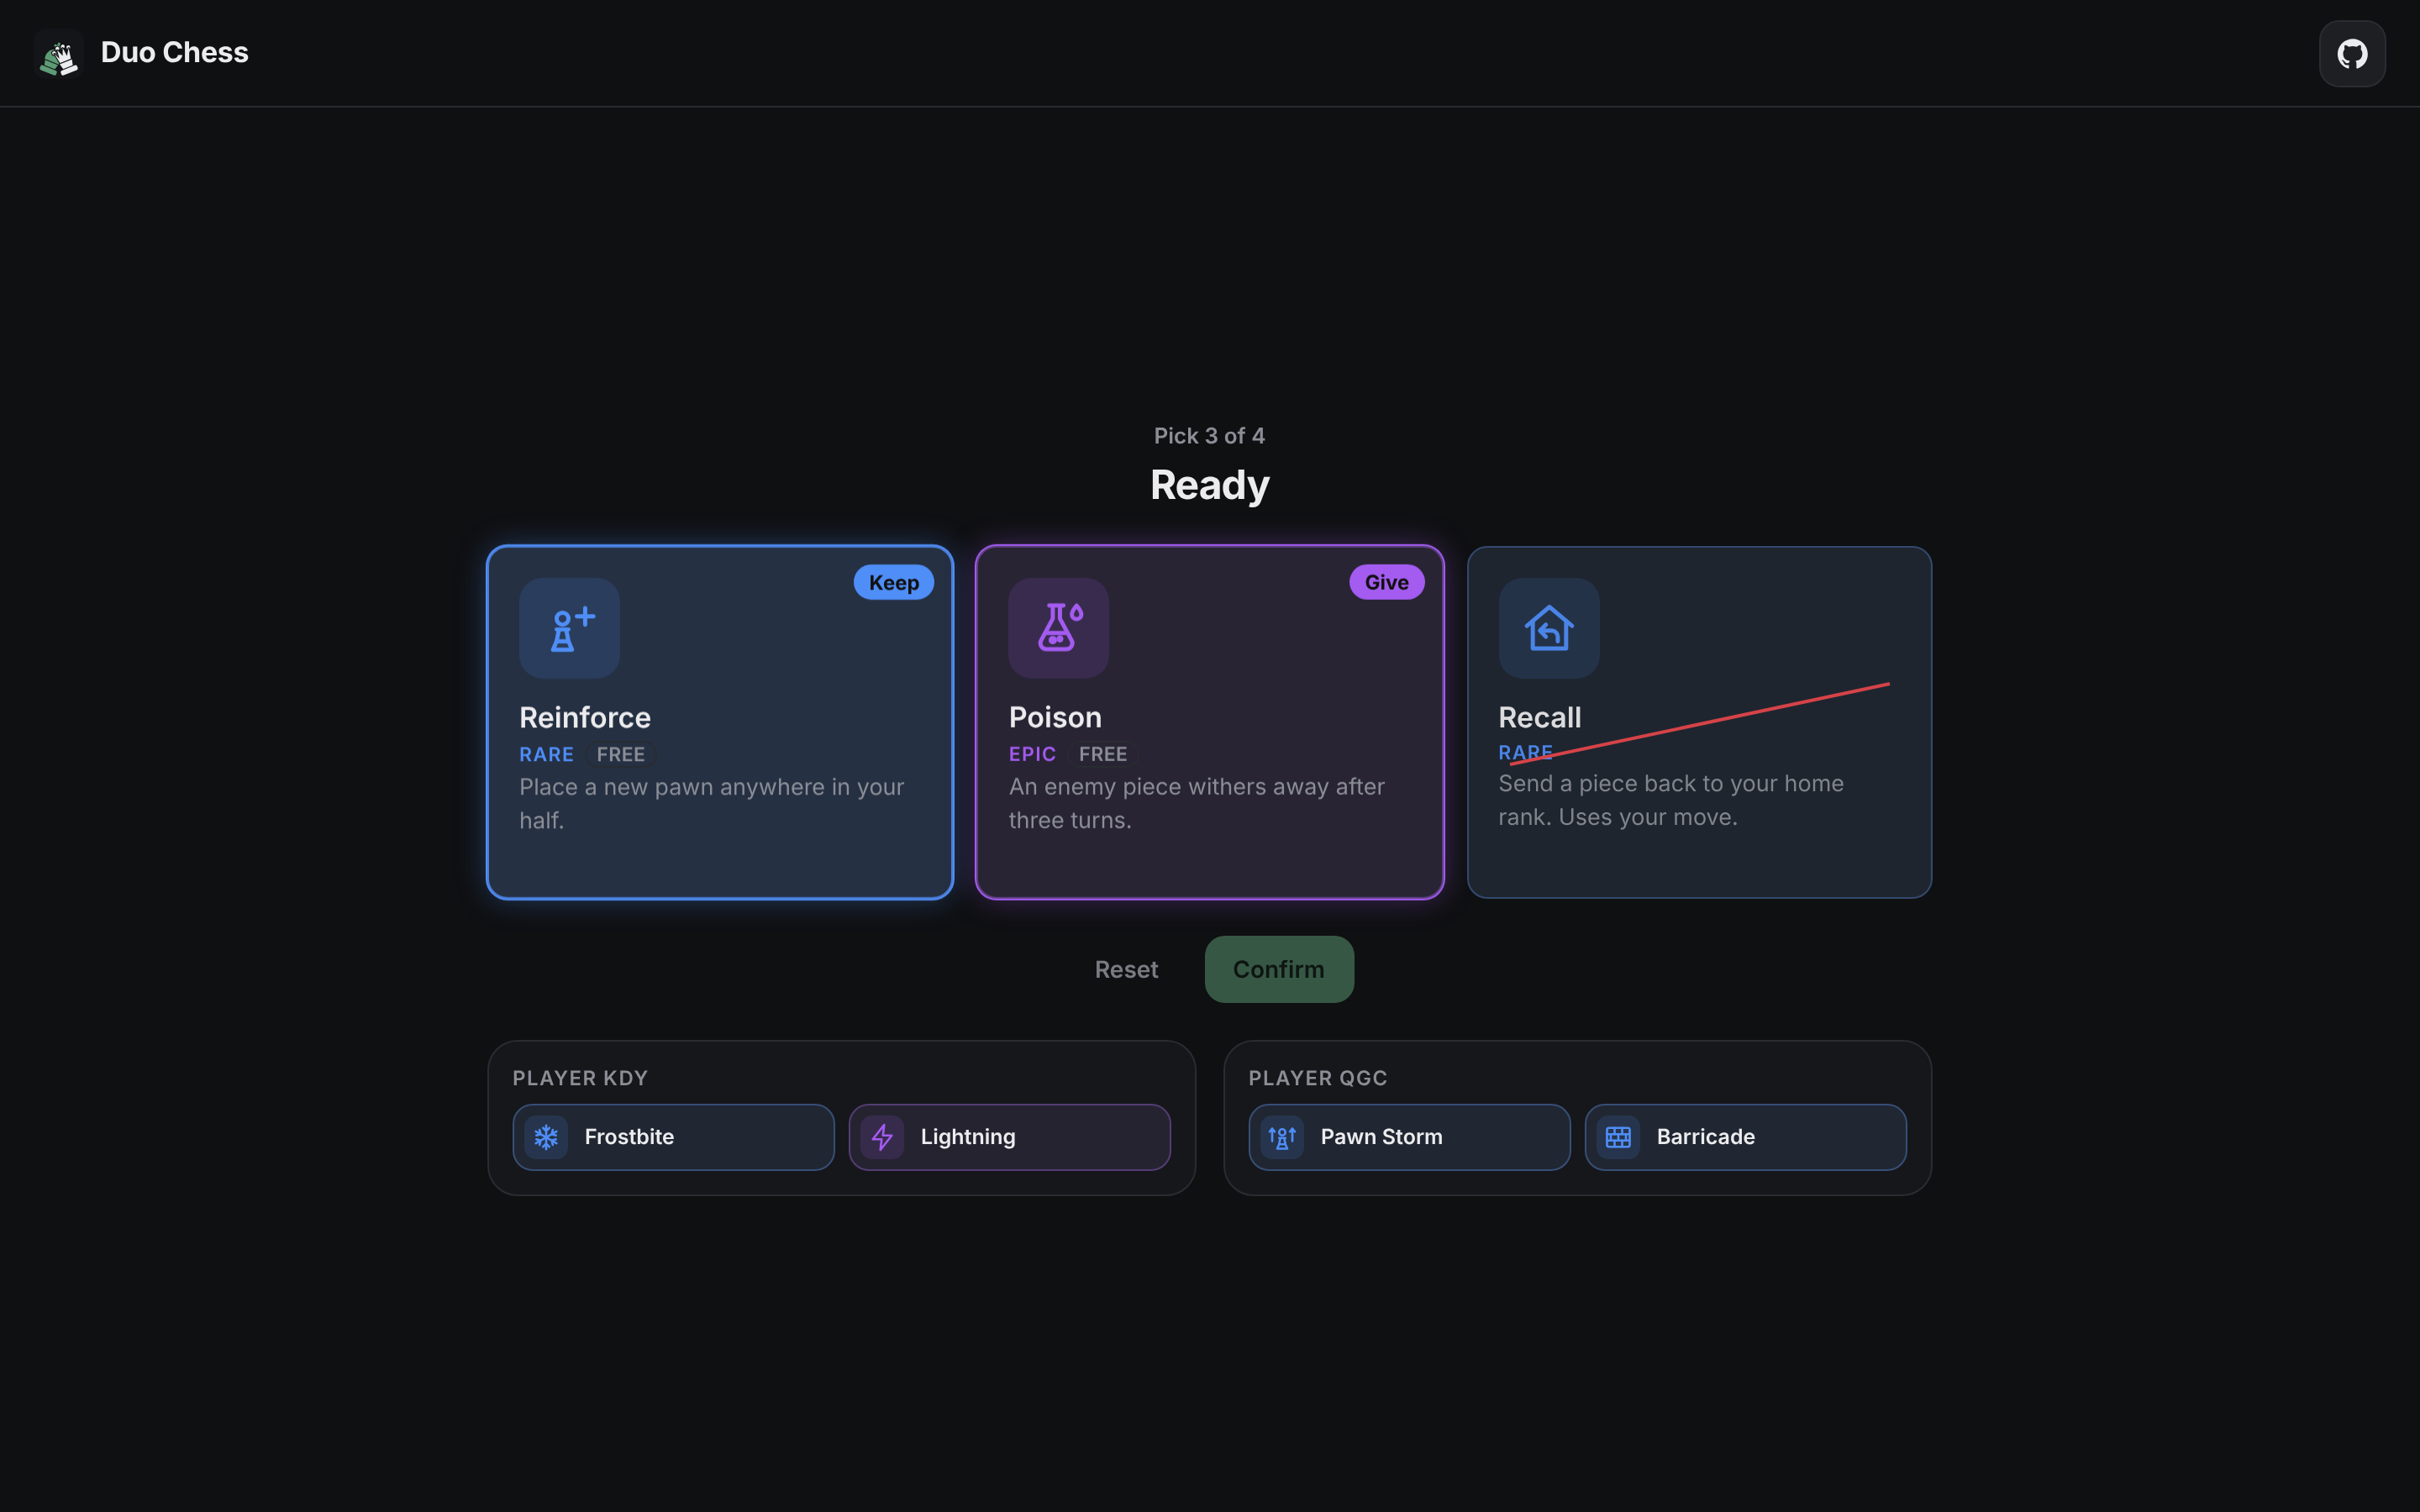 Duo Chess
Pick 3 of 4
Ready
Keep
Reinforce
RARE FREE
Place a new pawn anywhere in your
half.
Give
Poison
EPIC FREE
An enemy piece withers away after
three turns.
Recall
RARE
Send a piece back to your home
rank. Uses your move.
Reset Confirm
PLAYER KDY
Frostbite Lightning
PLAYER QGC
Pawn Storm Barricade